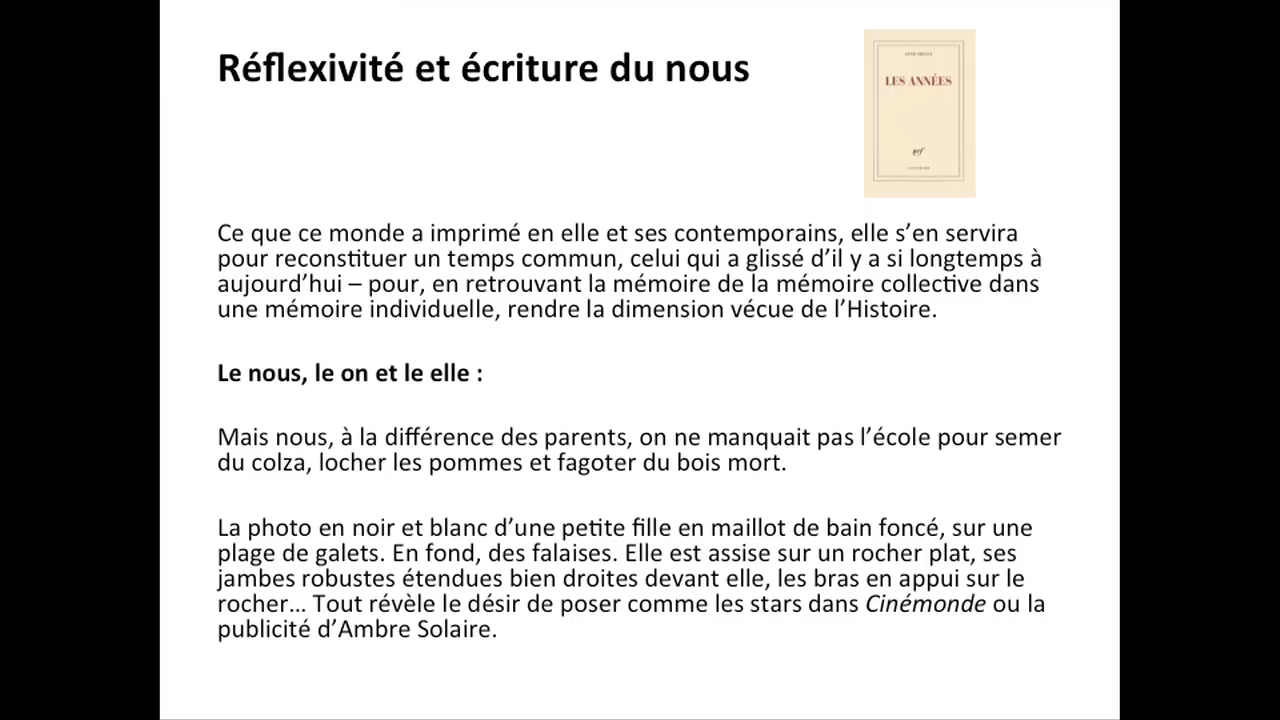 Réflexivité et écriture du nous
ANNIE ERNAUX
LES ANNÉES
nrf
GALLIMARD
Ce que ce monde a imprimé en elle et ses contemporains, elle s’en servira
pour reconstituer un temps commun, celui qui a glissé d’il y a si longtemps à
aujourd’hui – pour, en retrouvant la mémoire de la mémoire collective dans
une mémoire individuelle, rendre la dimension vécue de l’Histoire.
Le nous, le on et le elle :
Mais nous, à la différence des parents, on ne manquait pas l’école pour semer
du colza, locher les pommes et fagoter du bois mort.
La photo en noir et blanc d’une petite fille en maillot de bain foncé, sur une
plage de galets. En fond, des falaises. Elle est assise sur un rocher plat, ses
jambes robustes étendues bien droites devant elle, les bras en appui sur le
rocher… Tout révèle le désir de poser comme les stars dans Cinémonde ou la
publicité d’Ambre Solaire.